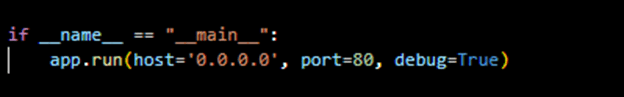 if __name__ == "__main__":
    app.run(host='0.0.0.0', port=80, debug=True)